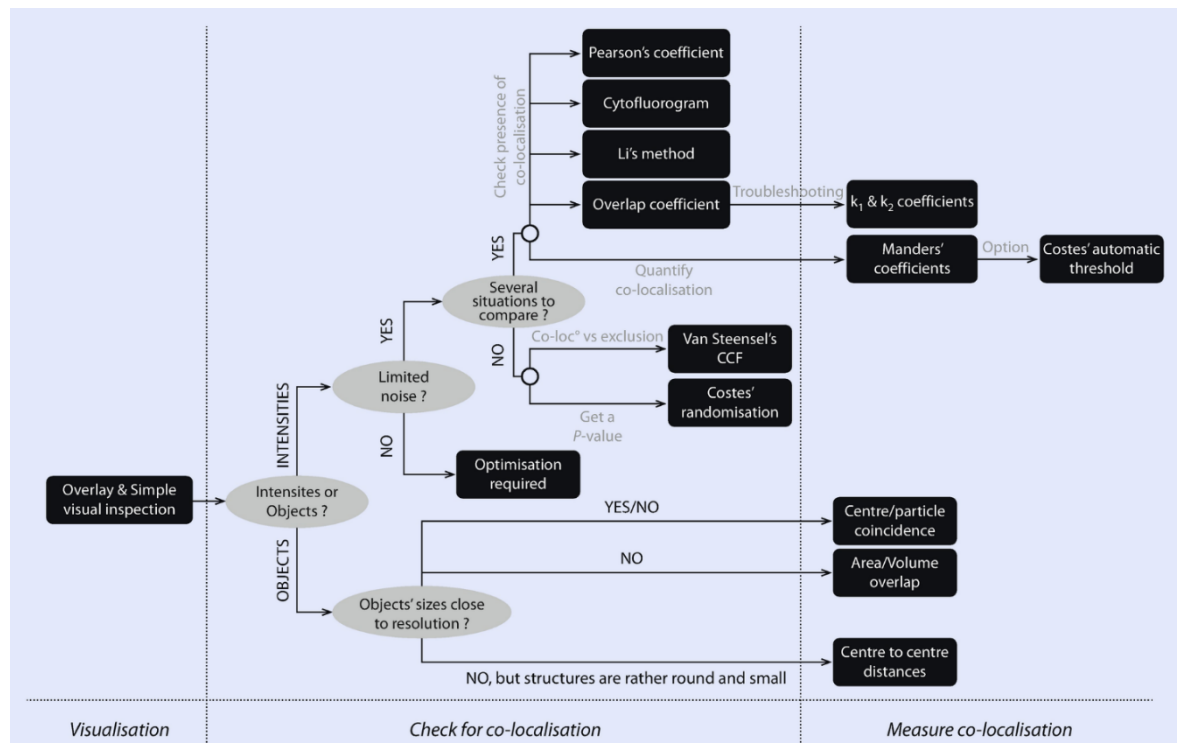 Pearson's coefficient
Cytofluorogram
Li's method
Overlap coefficient
Check presence of
co-localisation
Troubleshooting
k1 & k2 coefficients
Manders'
coefficients
Option
Costes' automatic
threshold
Quantify
co-localisation
YES
Several
situations to
compare ?
NO
Co-loc° vs exclusion
Van Steensel's
CCF
Costes'
randomisation
Get a
P-value
YES
Limited
noise ?
NO
Optimisation
required
INTENSITIES
Overlay & Simple
visual inspection
Intensites or
Objects ?
OBJECTS
YES/NO
Centre/particle
coincidence
NO
Area/Volume
overlap
Objects' sizes close
to resolution ?
Centre to centre
distances
NO, but structures are rather round and small
Visualisation
Check for co-localisation
Measure co-localisation